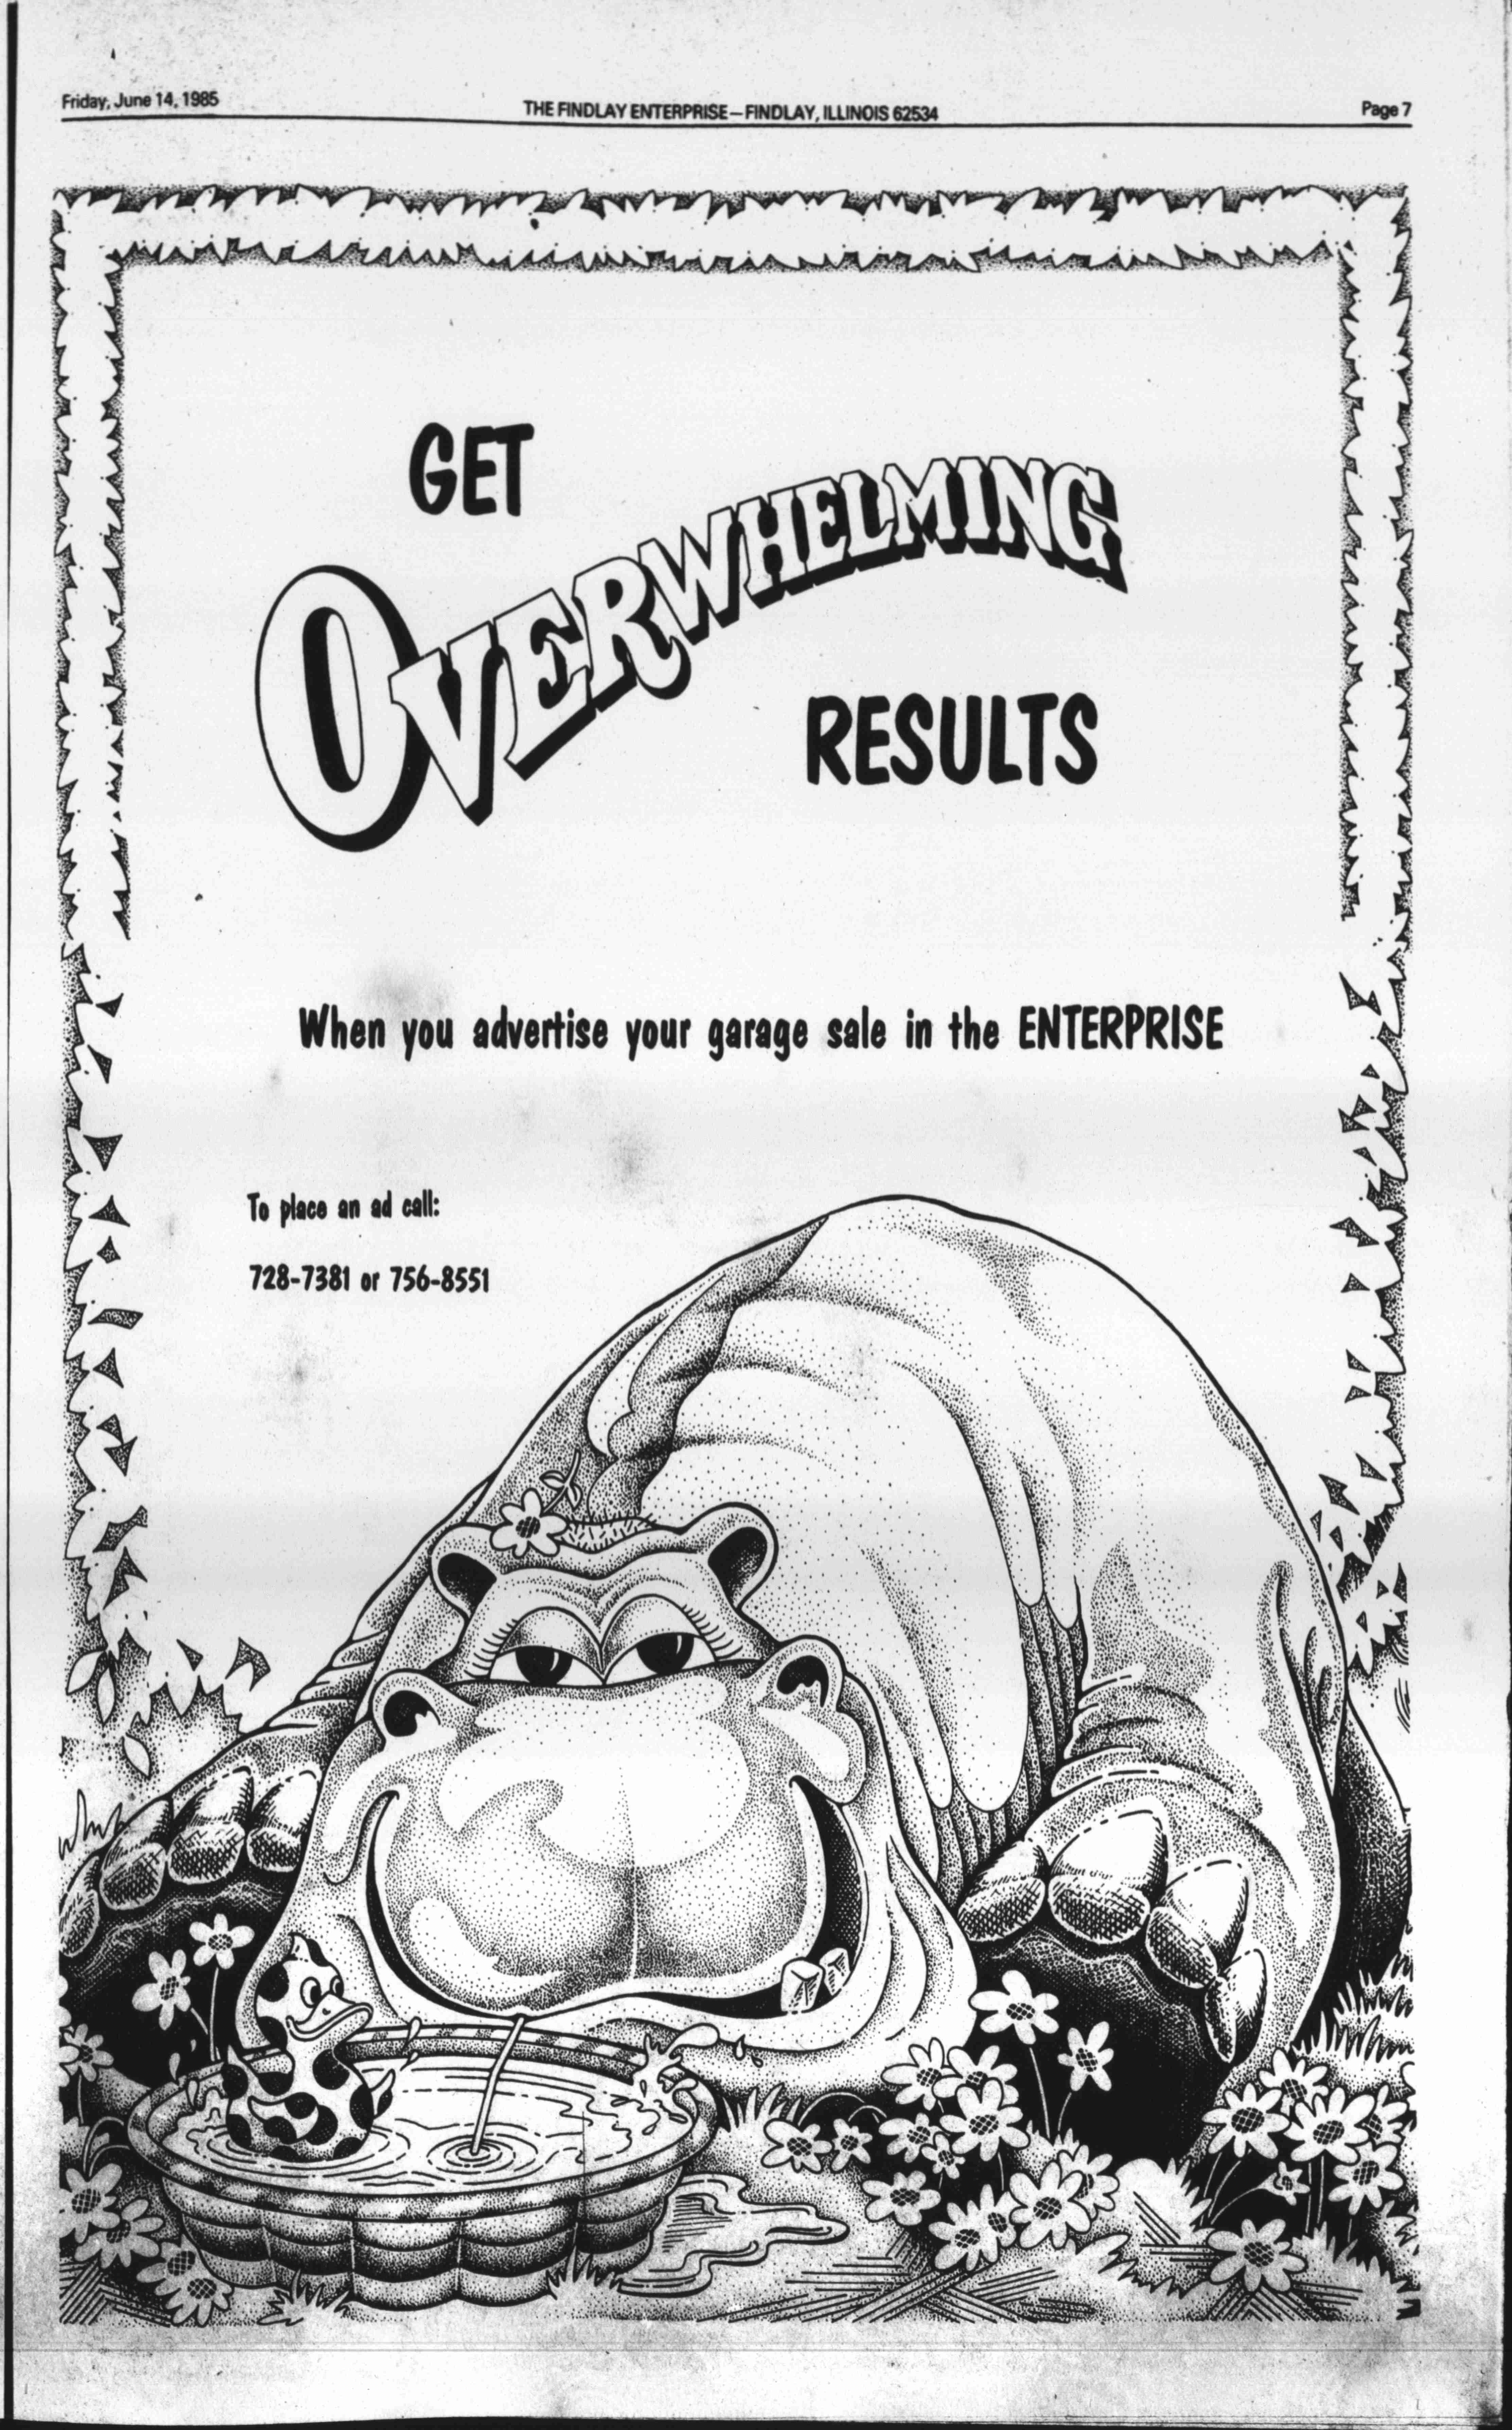 Friday, June 14, 1985
THE FINDLAY ENTERPRISE—FINDLAY, ILLINOIS 62534
Page 7
GET
OVERWHELMING
RESULTS
When you advertise your garage sale in the ENTERPRISE
To place an ad call:
728-7381 or 756-8551